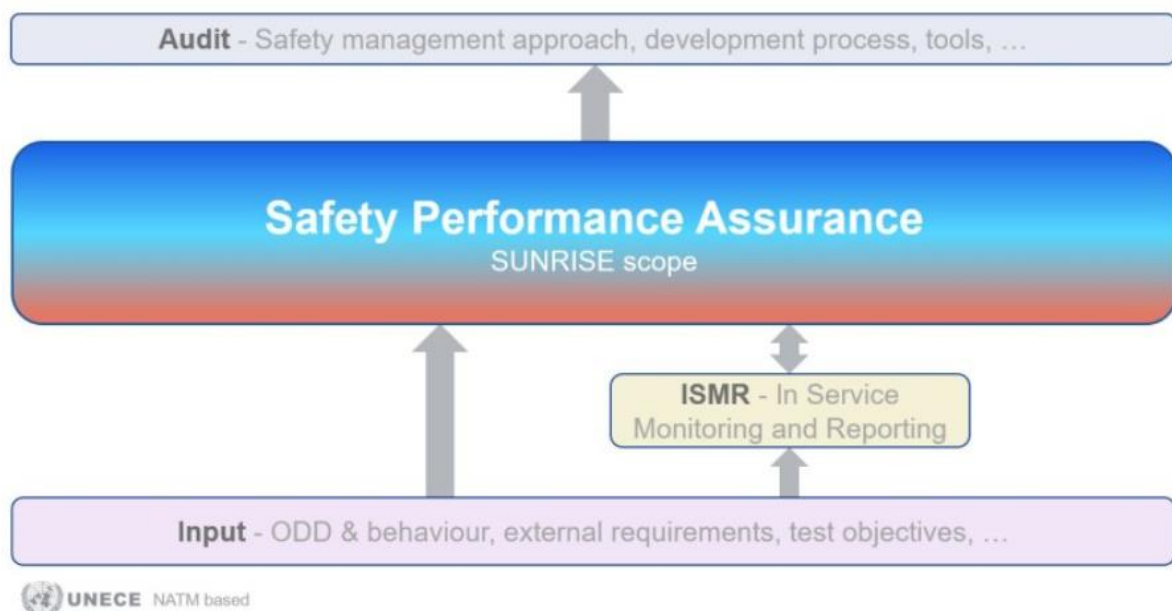 Audit - Safety management approach, development process, tools, …
Safety Performance Assurance
SUNRISE scope
ISMR - In Service
Monitoring and Reporting
Input - ODD & behaviour, external requirements, test objectives, …
UNECE NATM based